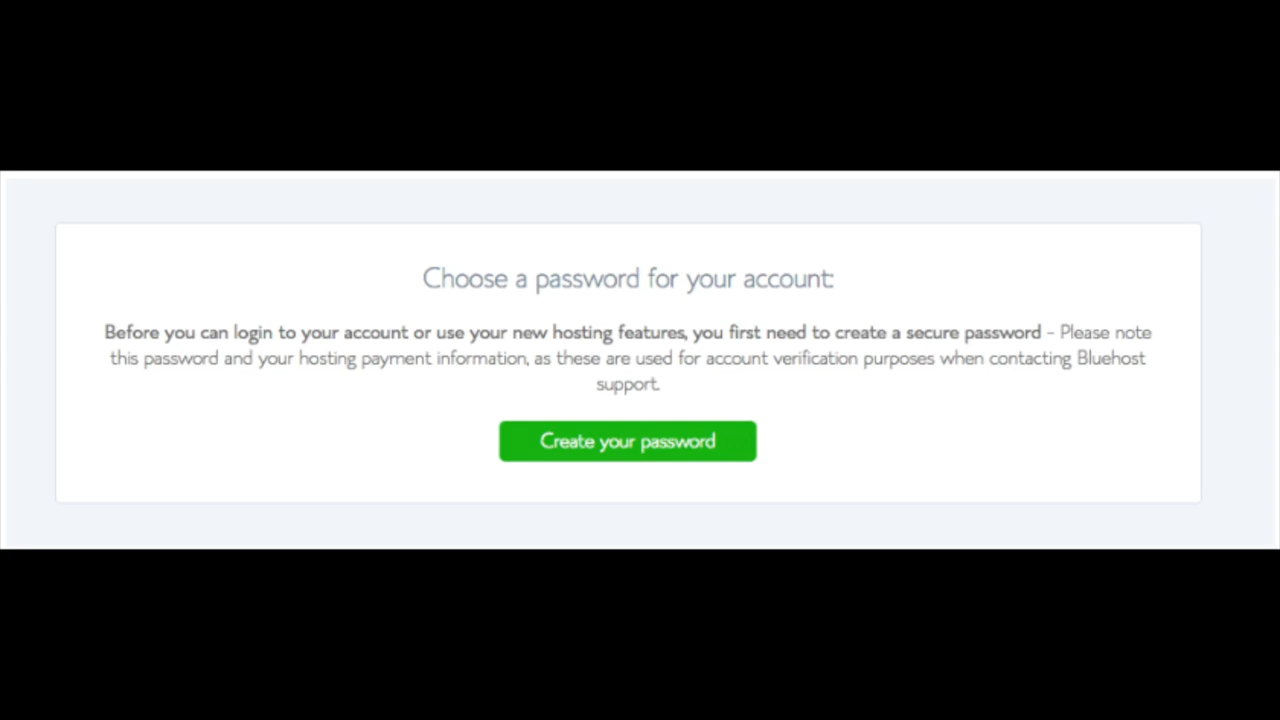 Choose a password for your account:
Before you can login to your account or use your new hosting features, you first need to create a secure password - Please note
this password and your hosting payment information, as these are used for account verification purposes when contacting Bluehost
support.
Create your password